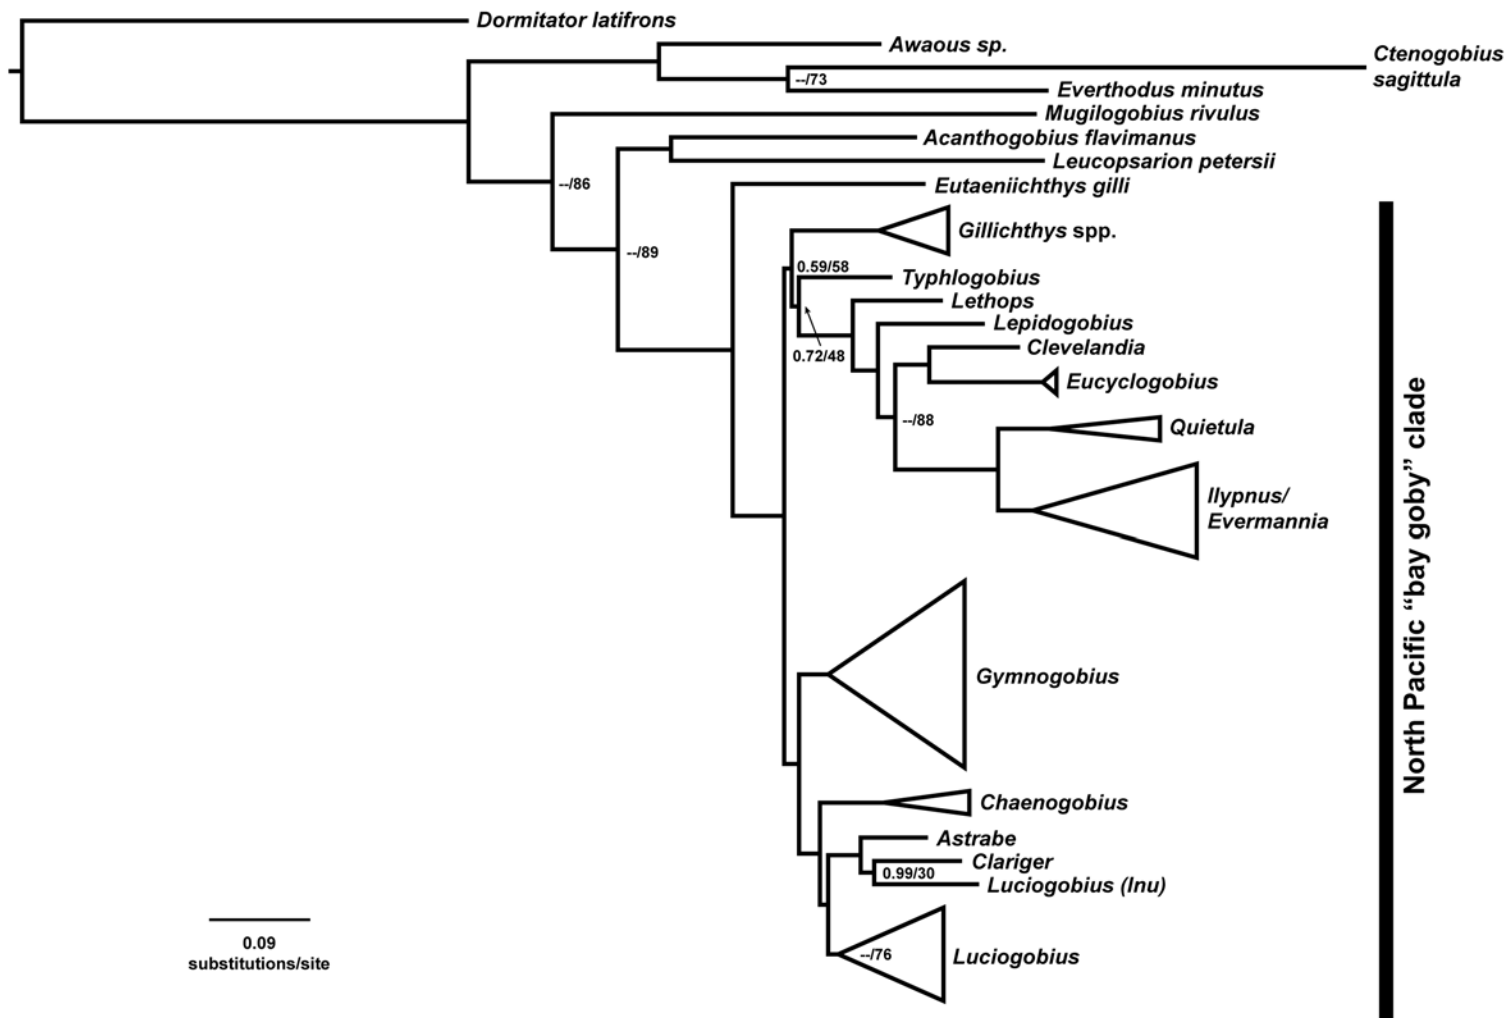 Dormitator latifrons
Awaous sp.
Ctenogobius
sagittula
--/73
Everthodus minutus
Mugilogobius rivulus
Acanthogobius flavimanus
Leucopsarion petersii
--/86
Eutaeniichthys gilli
Gillichthys spp.
--/89
0.59/58
Typhlogobius
Lethops
Lepidogobius
Clevelandia
0.72/48
Eucyclogobius
--/88
Quietula
Ilypnus/
Evermannia
North Pacific “bay goby” clade
Gymnogobius
Chaenogobius
Astrabe
Clariger
0.99/30
Luciogobius (Inu)
0.09
substitutions/site
--/76
Luciogobius